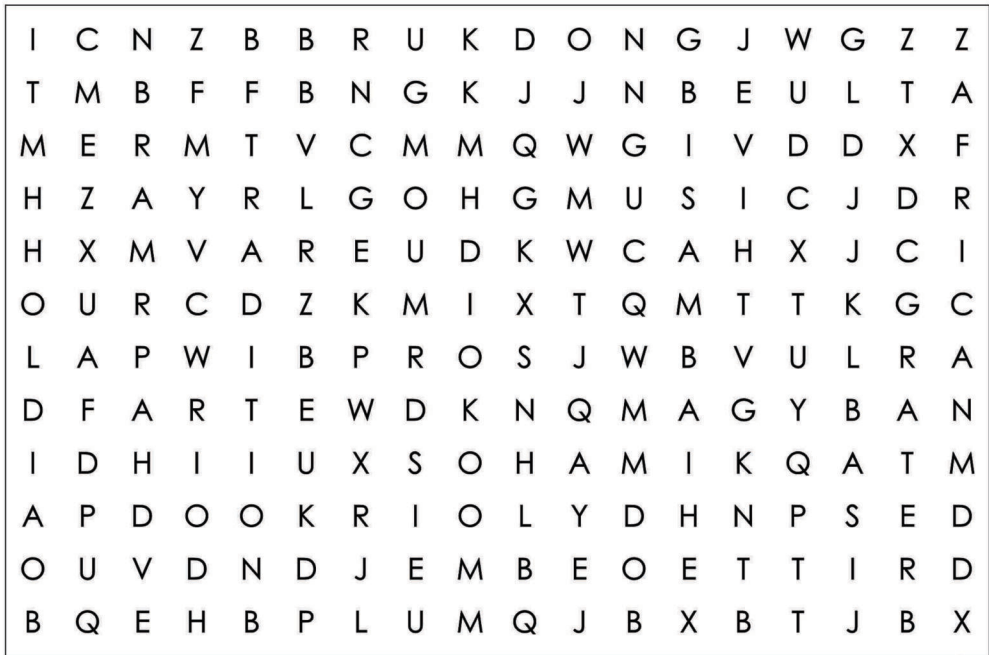 I C N Z B B R U K D O N G J W G Z Z
T M B F F B N G K J J N B E U L T A
M E R M T V C M M Q W G I V D D X F
H Z A Y R L G O H G M U S I C J D R
H X M V A R E U D K W C A H X J C I
O U R C D Z K M I X T Q M T T K G C
L A P W I B P R O S J W B V U L R A
D F A R T E W D K N Q M A G Y B A N
I D H I I U X S O H A M I K Q A T M
A P D O O K R I O L Y D H N P S E D
O U V D N D J E M B E O E T T I R D
B Q E H B P L U M Q J B X B T J B X